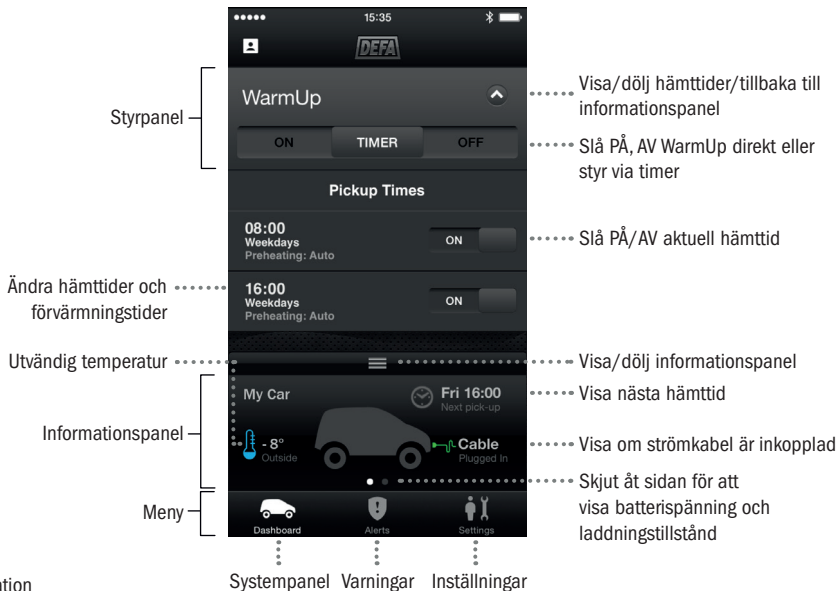 15:35
DEFA
WarmUp
ON TIMER OFF
Pickup Times
08:00
Weekdays
Preheating: Auto
ON
16:00
Weekdays
Preheating: Auto
ON
My Car
Fri 16:00
Next pick-up
- 8°
Outside
Cable
Plugged In
Dashboard
Alerts
Settings
Styrpanel
Ändra hämttider och
förvärmningstider
Utvändig temperatur
Informationspanel
Meny
Visa/dölj hämttider/tillbaka till
informationspanel
Slå PÅ, AV WarmUp direkt eller
styr via timer
Slå PÅ/AV aktuell hämttid
Visa/dölj informationspanel
Visa nästa hämttid
Visa om strömkabel är inkopplad
Skjut åt sidan för att
visa batterispänning och
laddningstillstånd
Systempanel Varningar Inställningar